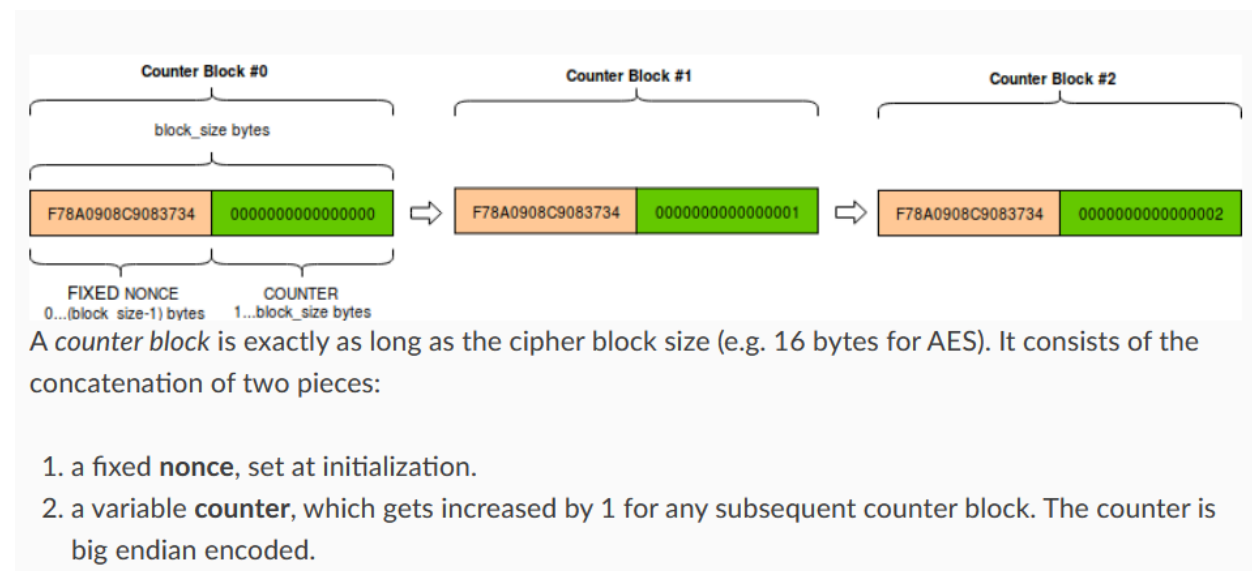 Counter Block #0
Counter Block #1
Counter Block #2
block_size bytes
F78A0908C9083734
0000000000000000
F78A0908C9083734
0000000000000001
F78A0908C9083734
0000000000000002
FIXED NONCE
0...(block_size-1) bytes
COUNTER
1...block_size bytes
A counter block is exactly as long as the cipher block size (e.g. 16 bytes for AES). It consists of the
concatenation of two pieces:
1. a fixed nonce, set at initialization.
2. a variable counter, which gets increased by 1 for any subsequent counter block. The counter is
big endian encoded.